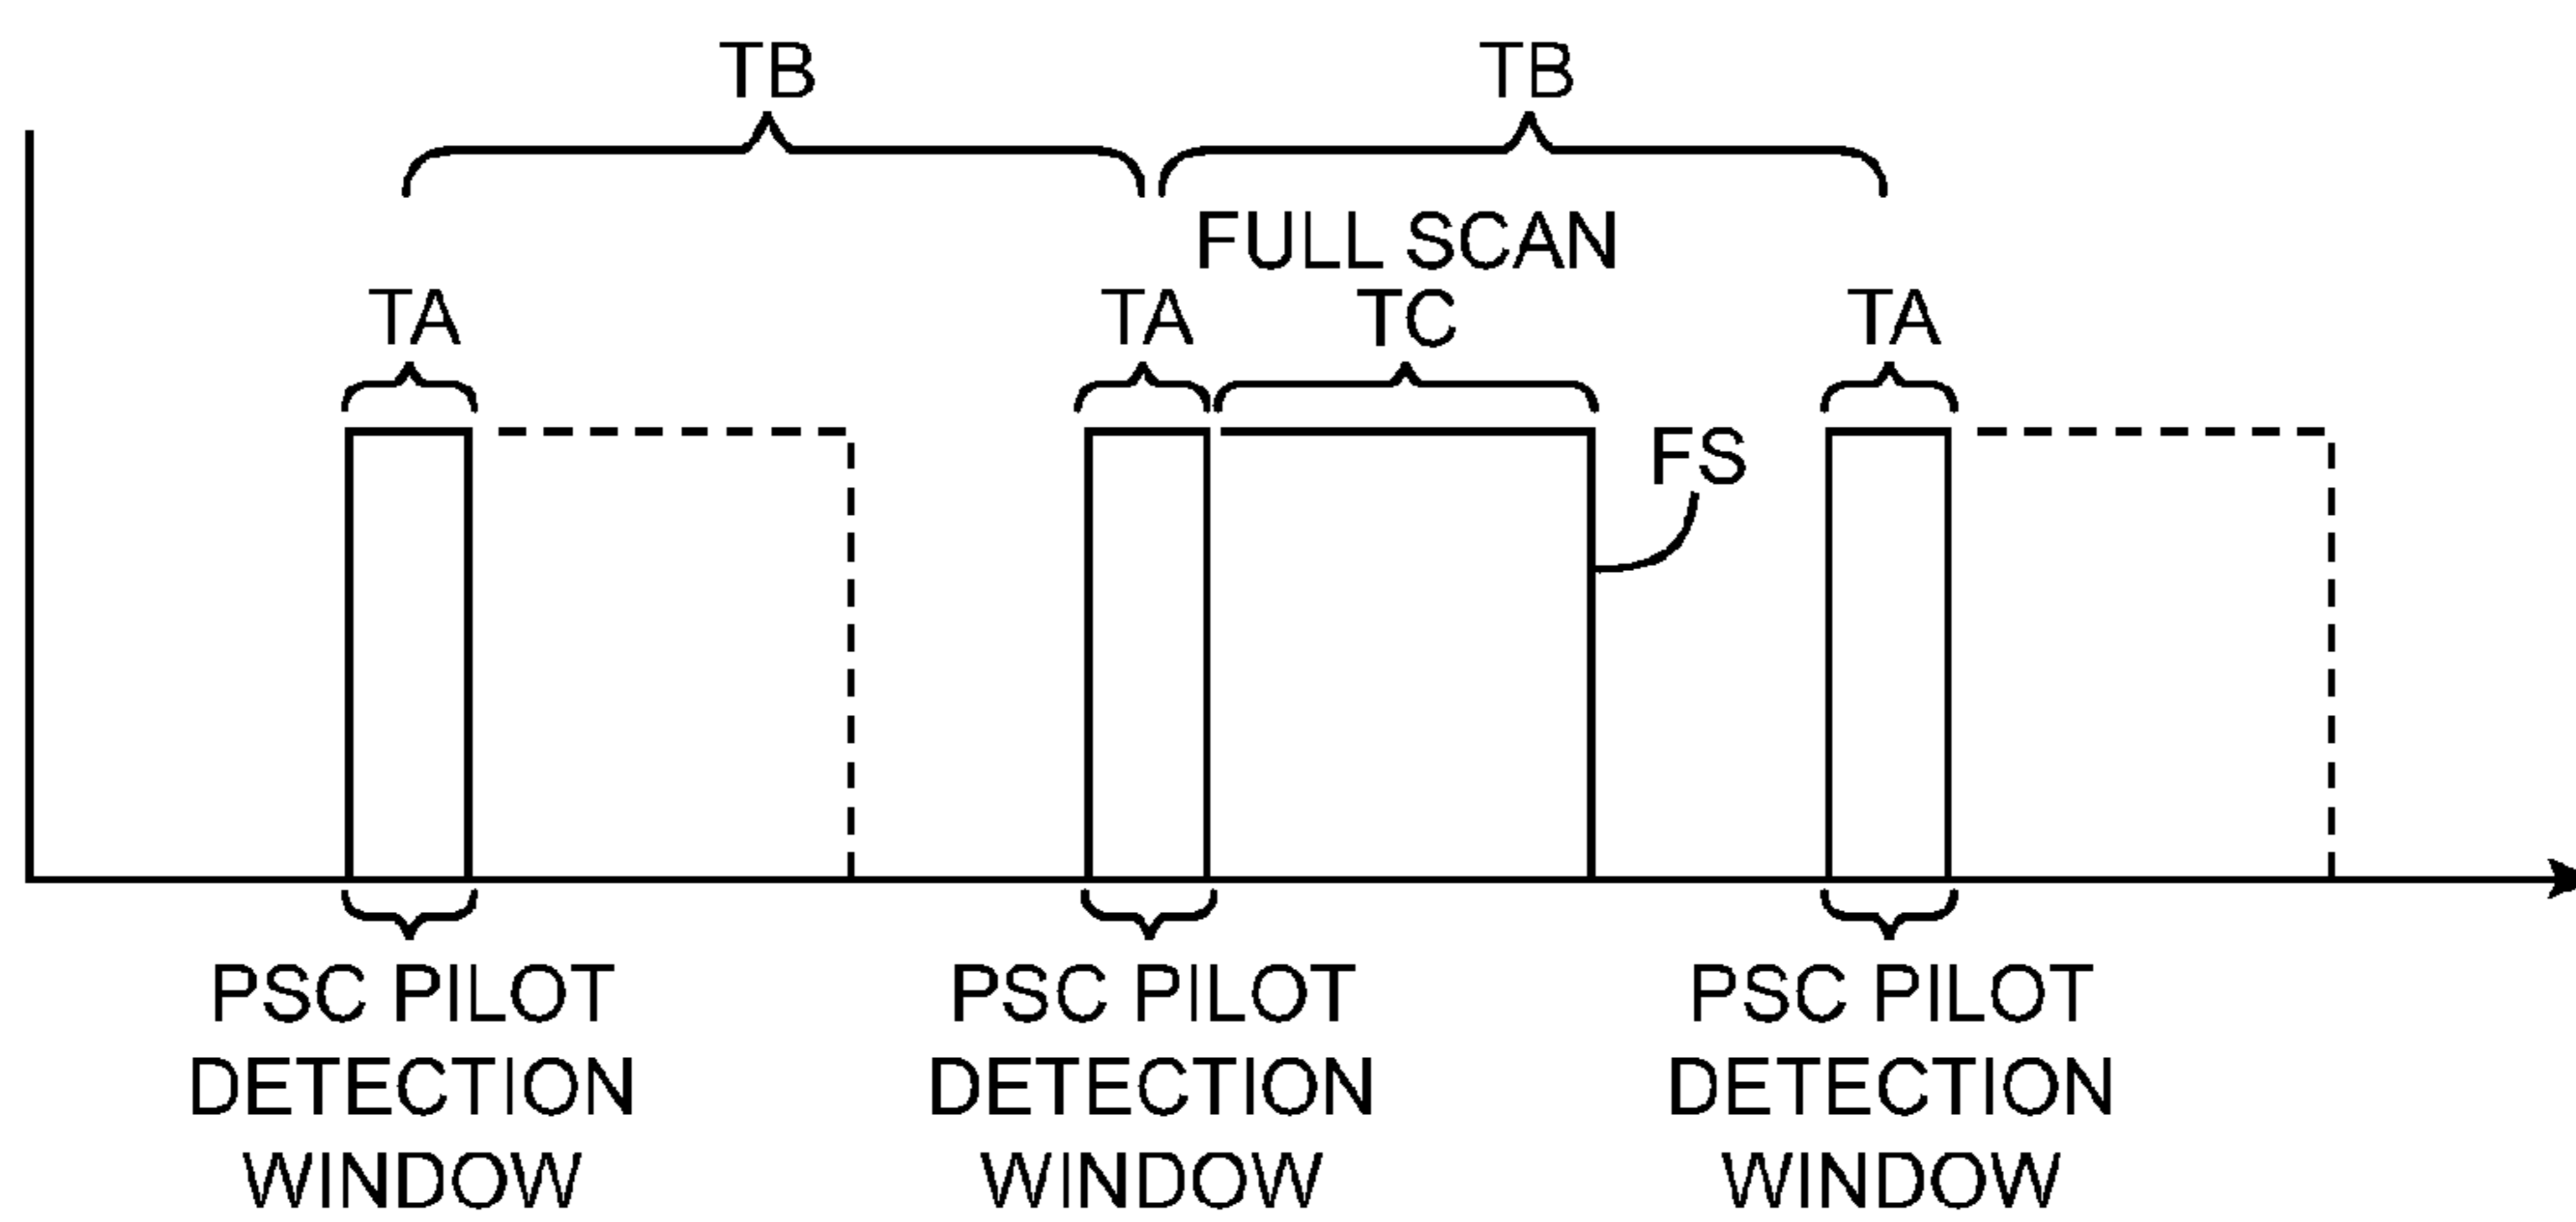 TB
TB
FULL SCAN
TA
TA
TC
TA
FS
PSC PILOT
DETECTION
WINDOW
PSC PILOT
DETECTION
WINDOW
PSC PILOT
DETECTION
WINDOW